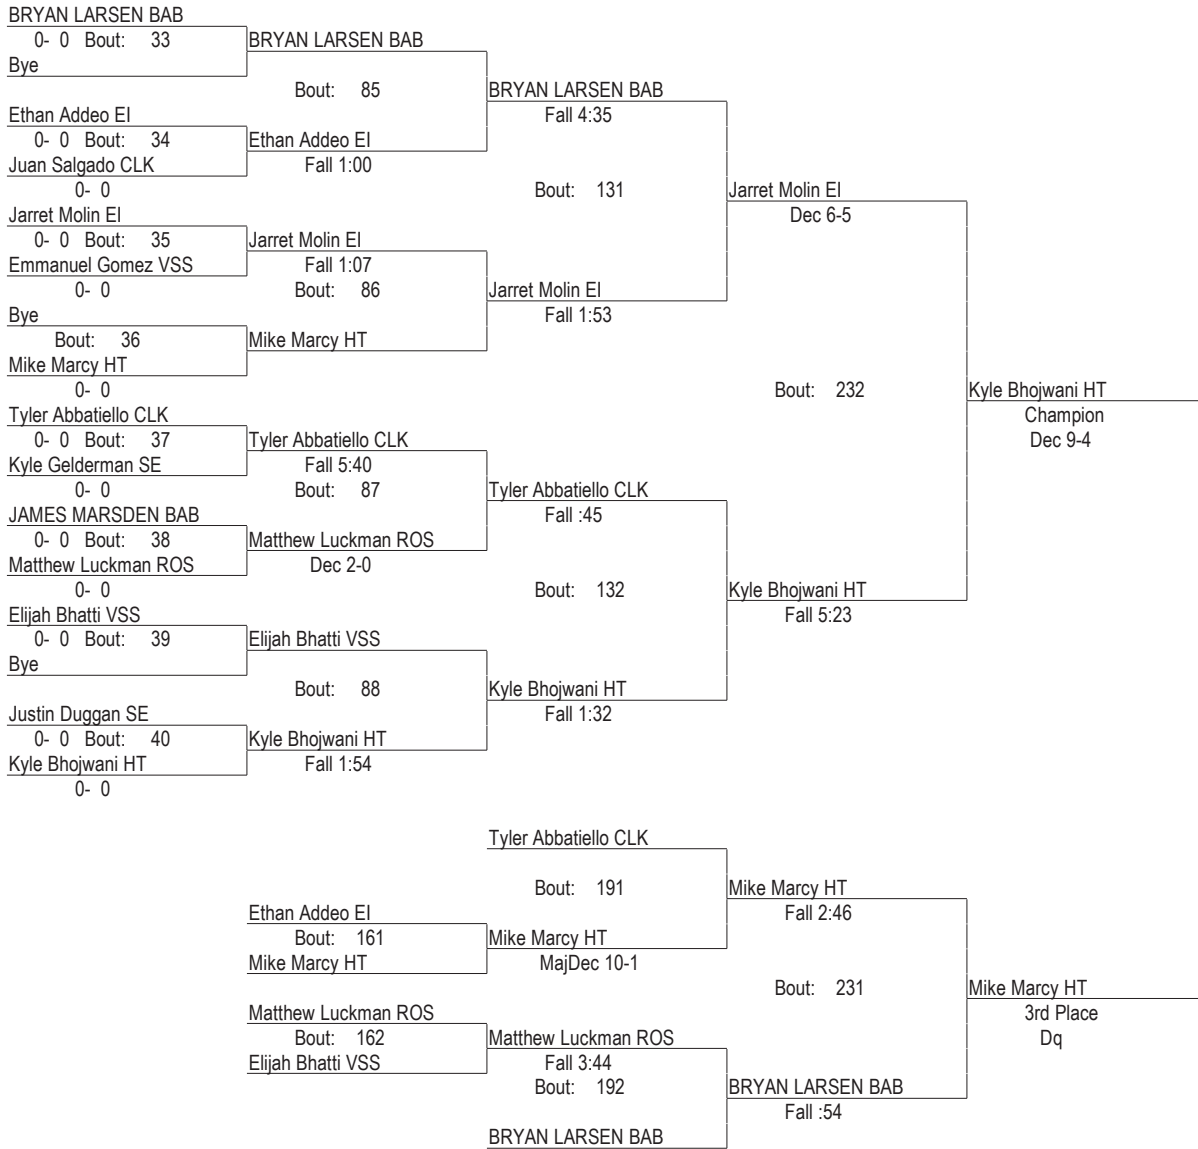 BRYAN LARSEN BAB
0- 0 Bout: 33
BRYAN LARSEN BAB
Bye
Bout: 85
BRYAN LARSEN BAB
Ethan Addeo EI
Fall 4:35
0- 0 Bout: 34
Ethan Addeo EI
Juan Salgado CLK
Fall 1:00
0- 0
Bout: 131
Jarret Molin EI
Jarret Molin EI
Dec 6-5
0- 0 Bout: 35
Jarret Molin EI
Emmanuel Gomez VSS
Fall 1:07
0- 0
Bout: 86
Jarret Molin EI
Bye
Fall 1:53
Bout: 36
Mike Marcy HT
Mike Marcy HT
0- 0
Bout: 232
Kyle Bhojwani HT
Tyler Abbatiello CLK
Champion
0- 0 Bout: 37
Tyler Abbatiello CLK
Dec 9-4
Kyle Gelderman SE
Fall 5:40
0- 0
Bout: 87
Tyler Abbatiello CLK
JAMES MARSDEN BAB
Fall :45
0- 0 Bout: 38
Matthew Luckman ROS
Matthew Luckman ROS
Dec 2-0
0- 0
Bout: 132
Kyle Bhojwani HT
Elijah Bhatti VSS
Fall 5:23
0- 0 Bout: 39
Elijah Bhatti VSS
Bye
Bout: 88
Kyle Bhojwani HT
Justin Duggan SE
Fall 1:32
0- 0 Bout: 40
Kyle Bhojwani HT
Kyle Bhojwani HT
Fall 1:54
0- 0
Tyler Abbatiello CLK
Bout: 191
Mike Marcy HT
Ethan Addeo EI
Fall 2:46
Bout: 161
Mike Marcy HT
Mike Marcy HT
MajDec 10-1
Bout: 231
Mike Marcy HT
Matthew Luckman ROS
3rd Place
Bout: 162
Matthew Luckman ROS
Dq
Elijah Bhatti VSS
Fall 3:44
Bout: 192
BRYAN LARSEN BAB
Fall :54
BRYAN LARSEN BAB